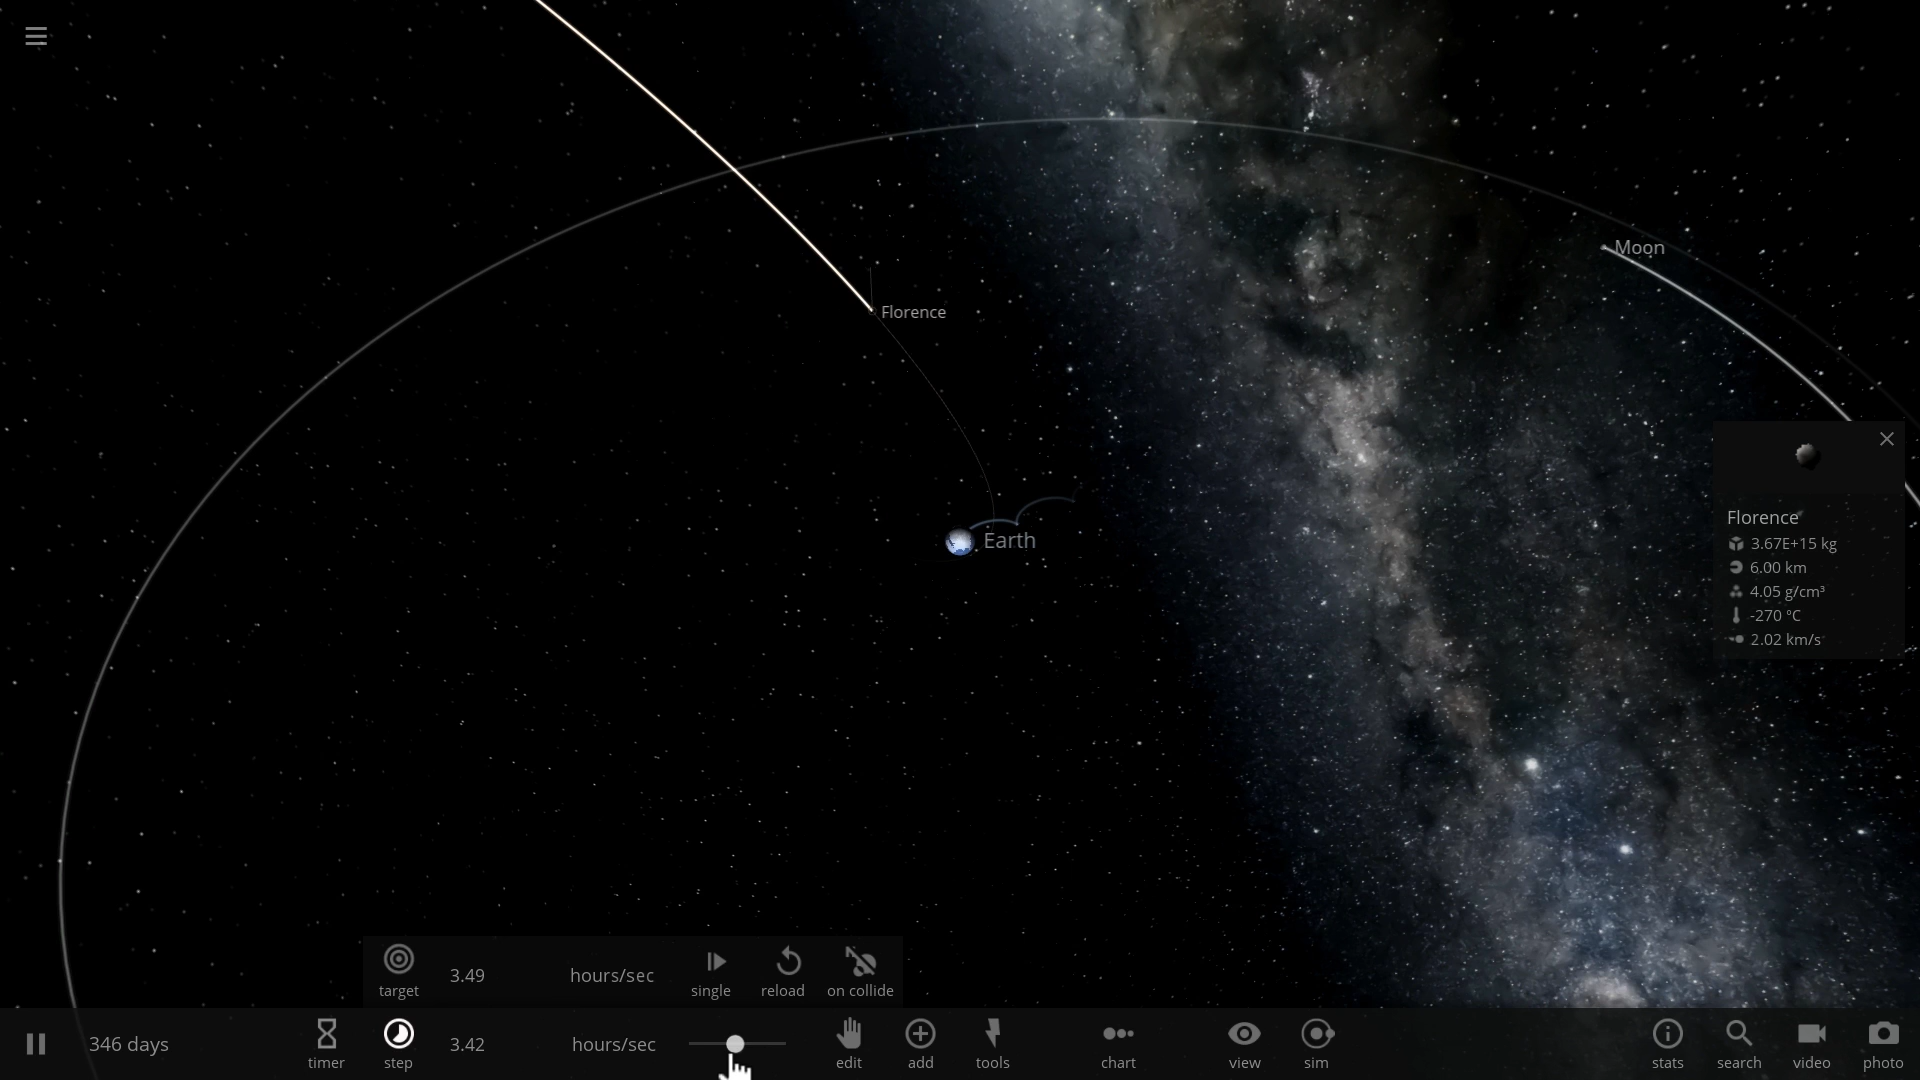 Moon
Florence
Earth
Florence
3.67E+15 kg
6.00 km
4.05 g/cm³
-270 °C
2.02 km/s
target
3.49
hours/sec
single
reload
on collide
346 days
timer
step
3.42
hours/sec
edit
add
tools
chart
view
sim
stats
search
video
photo